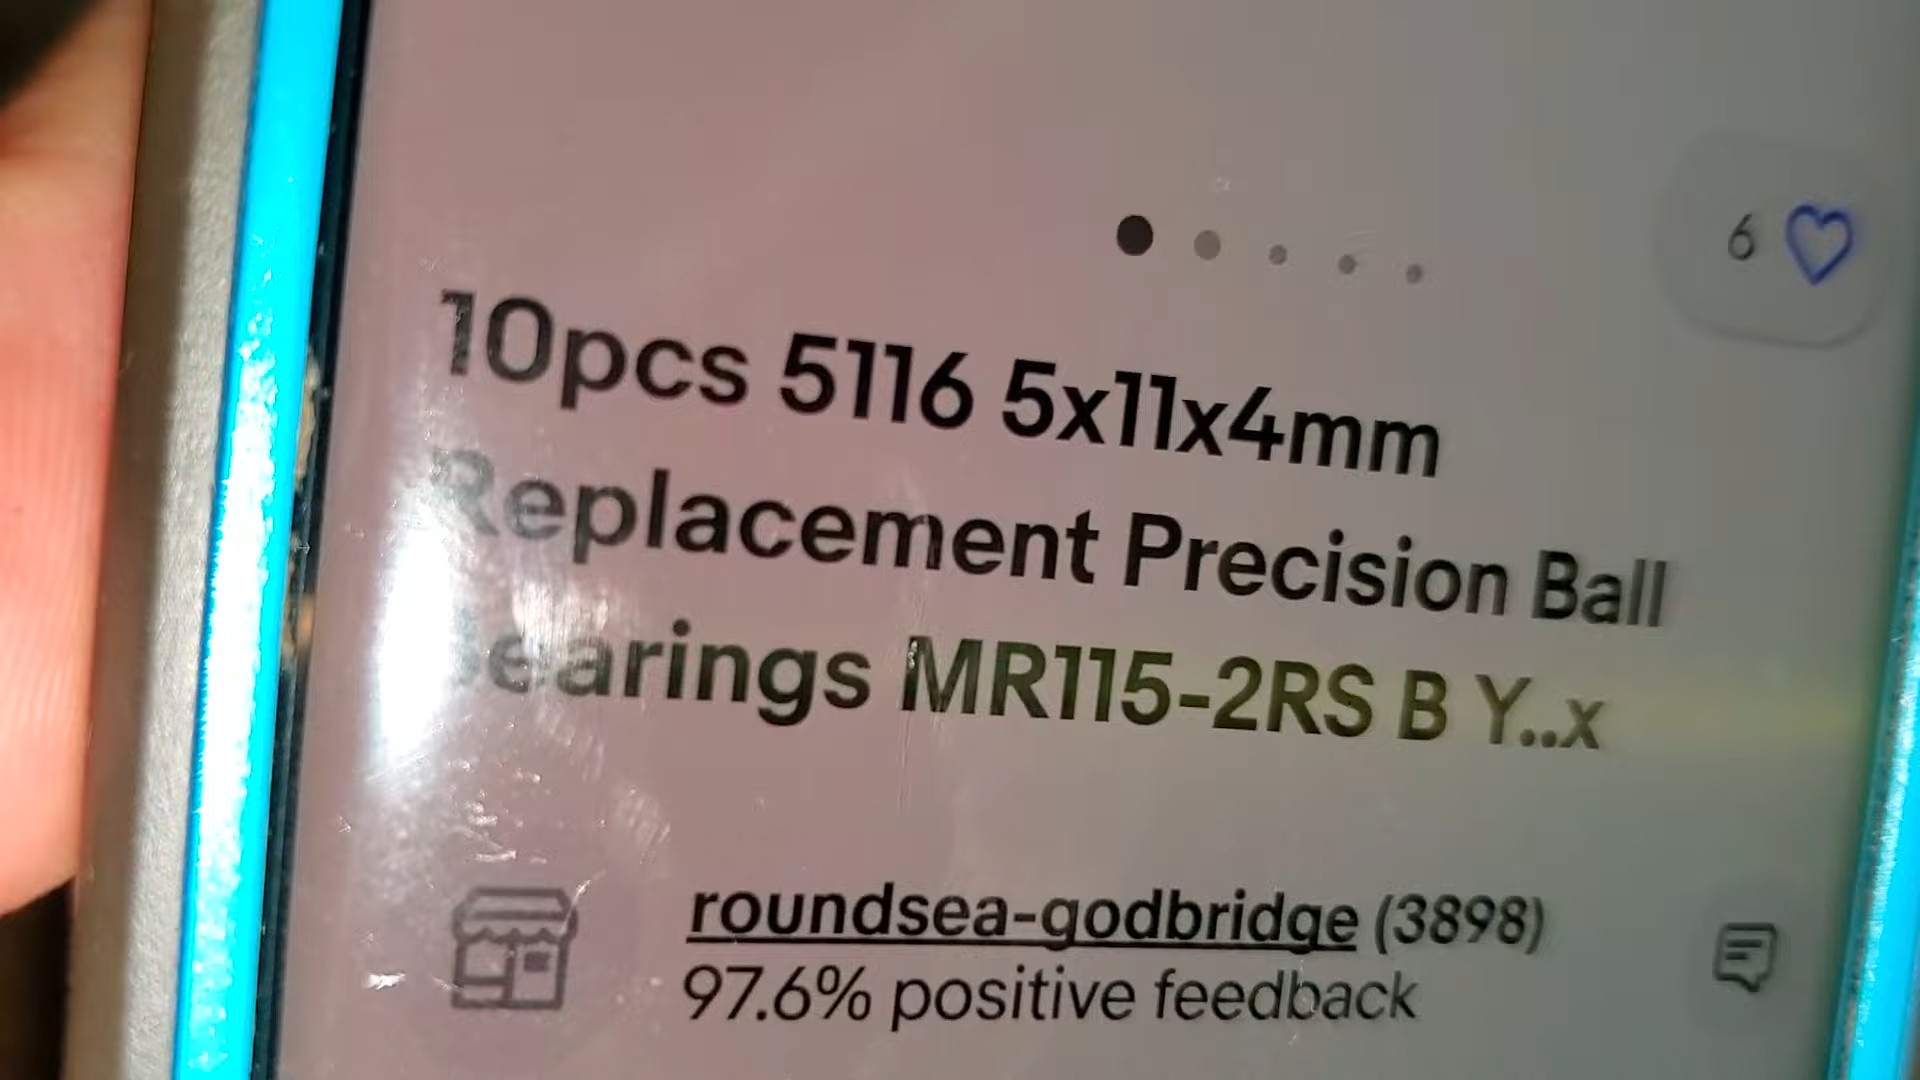 6
10pcs 5116 5x11x4mm
Replacement Precision Ball
Bearings MR115-2RS B Y..x
roundsea-godbridge (3898)
97.6% positive feedback